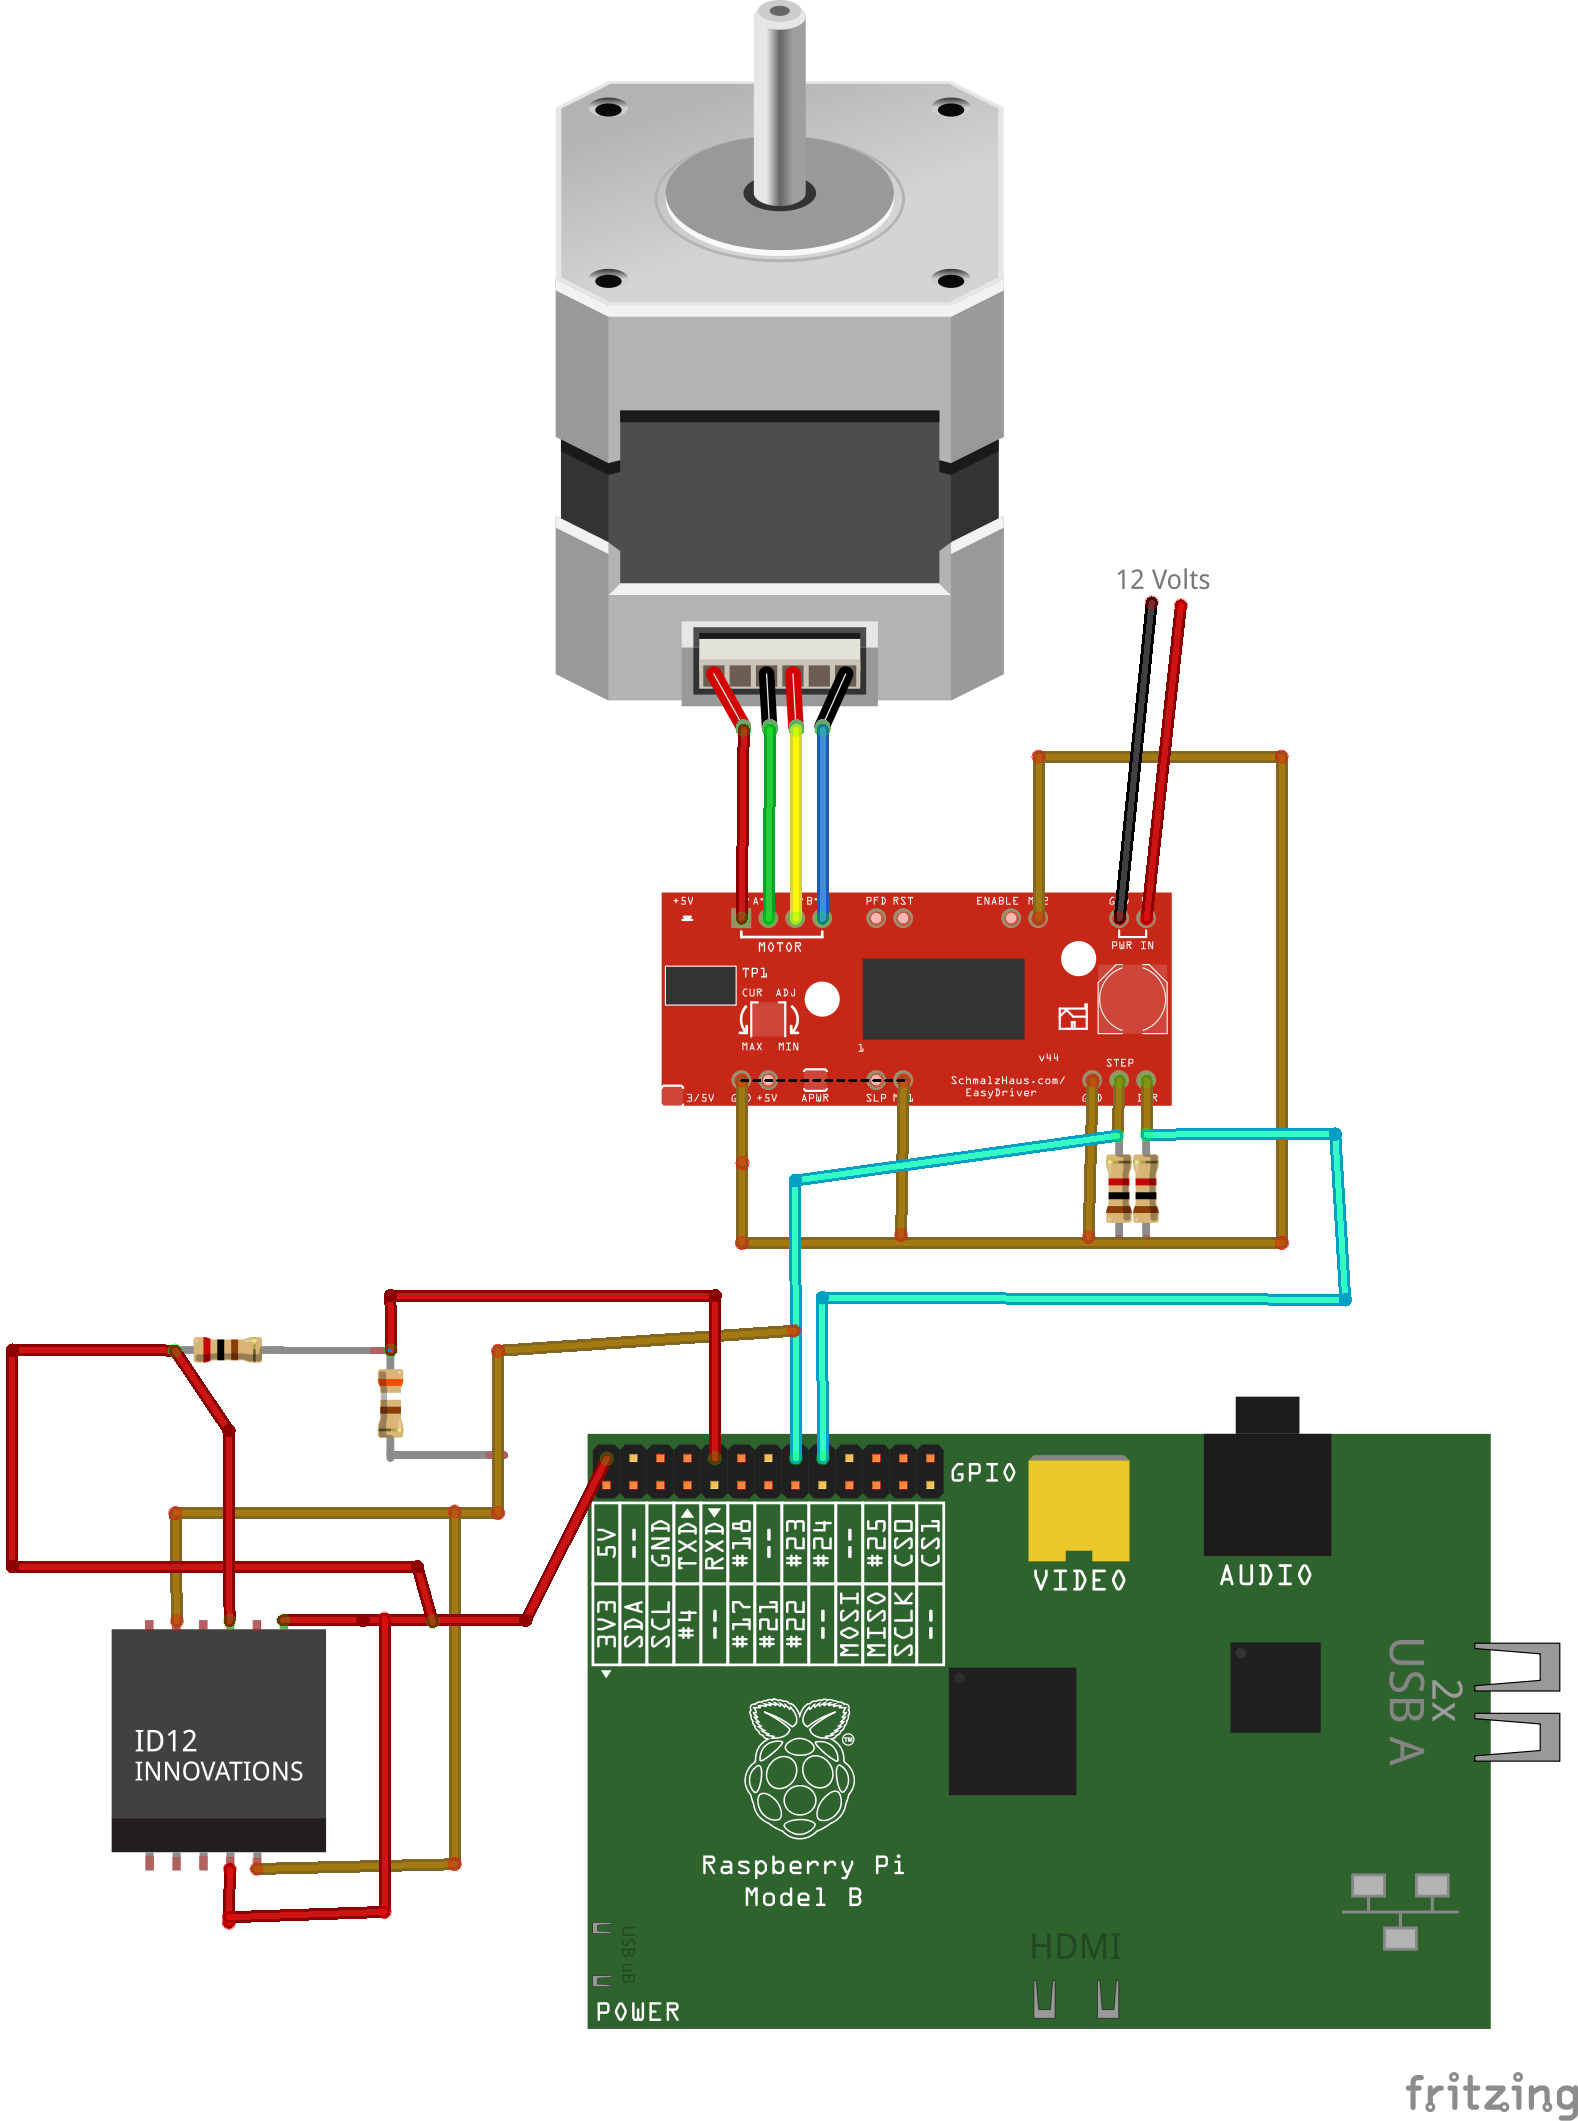 12 Volts
+5V
PFD RST
ENABLE
MOTOR
PWR IN
TP1
CUR ADJ
MAX MIN
1
v44
STEP
SchmalzHaus.com/
EasyDriver
3/5V
+5V
APWR
SLP
GPIO
5V
--
GND
TXD▲
RXD▼
#18
--
#23
#24
--
#25
CS0
CS1
3V3
SDA
SCL
#4
--
#17
#21
#22
--
MOSI
MISO
SCLK
--
VIDEO
AUDIO
USB A
2x
ID12
INNOVATIONS
TM
Raspberry Pi
Model B
USB uB
POWER
HDMI
fritzing